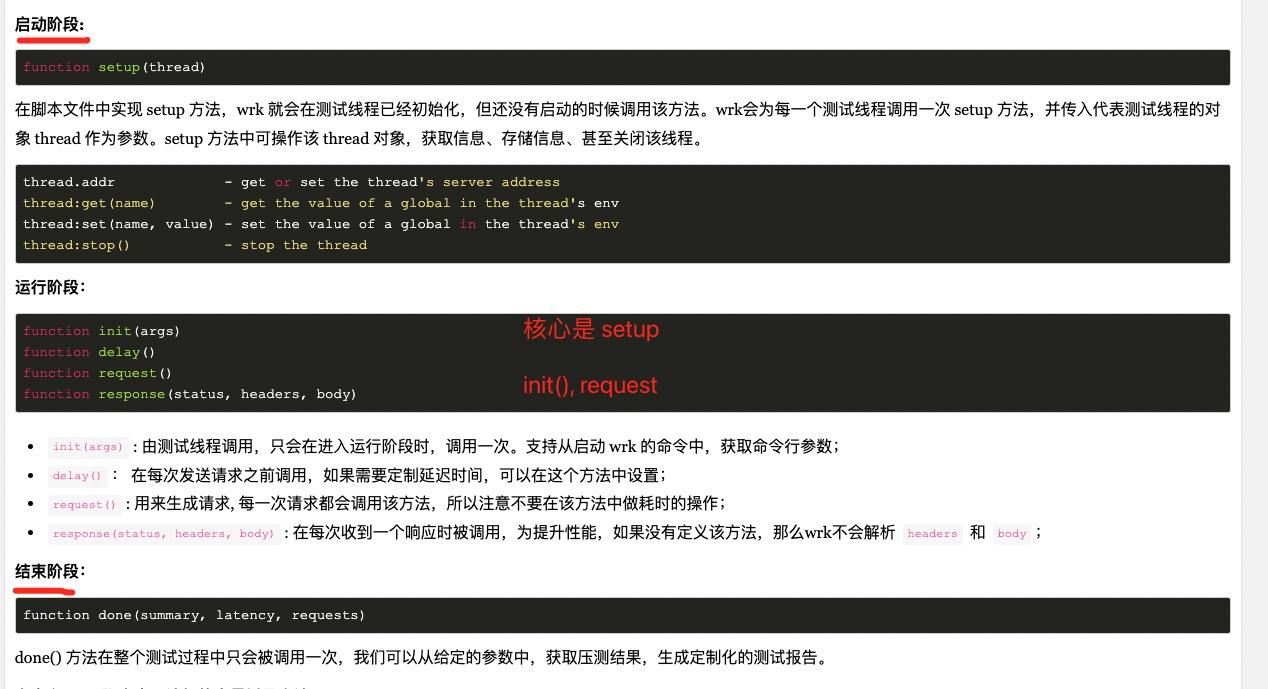 启动阶段:
function setup(thread)
在脚本文件中实现 setup 方法，wrk 就会在测试线程已经初始化，但还没有启动的时候调用该方法。wrk会为每一个测试线程调用一次 setup 方法，并传入代表测试线程的对
象 thread 作为参数。setup 方法中可操作该 thread 对象，获取信息、存储信息、甚至关闭该线程。
thread.addr - get or set the thread's server address
thread:get(name) - get the value of a global in the thread's env
thread:set(name, value) - set the value of a global in the thread's env
thread:stop() - stop the thread
运行阶段：
function init(args)
function delay()
function request()
function response(status, headers, body)
核心是 setup
init(), request
init(args) : 由测试线程调用，只会在进入运行阶段时，调用一次。支持从启动 wrk 的命令中，获取命令行参数；
delay() ： 在每次发送请求之前调用，如果需要定制延迟时间，可以在这个方法中设置；
request() : 用来生成请求, 每一次请求都会调用该方法，所以注意不要在该方法中做耗时的操作；
response(status, headers, body) : 在每次收到一个响应时被调用，为提升性能，如果没有定义该方法，那么wrk不会解析 headers 和 body ；
结束阶段：
function done(summary, latency, requests)
done() 方法在整个测试过程中只会被调用一次，我们可以从给定的参数中，获取压测结果，生成定制化的测试报告。